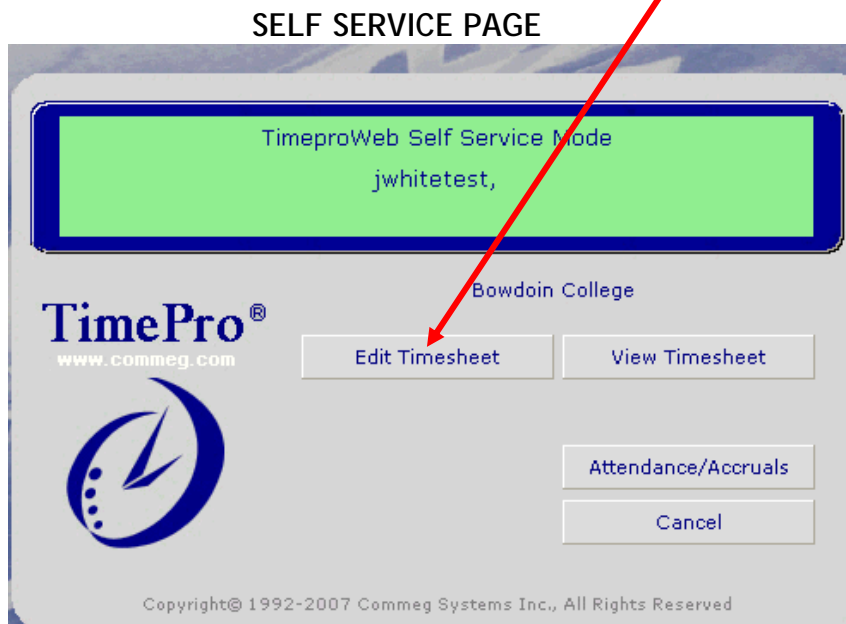 SELF SERVICE PAGE
TimeproWeb Self Service Mode
jwhitetest,
Bowdoin College
TimePro®
www.commeg.com
Edit Timesheet
View Timesheet
Attendance/Accruals
Cancel
Copyright@ 1992-2007 Commeg Systems Inc., All Rights Reserved